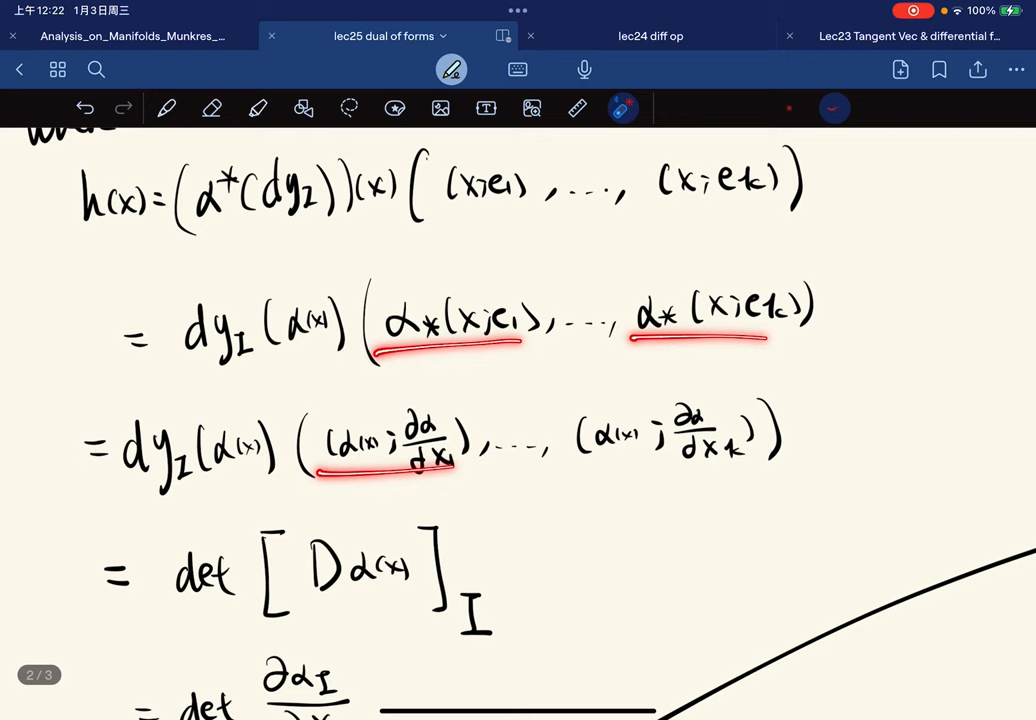 上午12:22 1月3日周三
100%
Analysis_on_Manifolds_Munkres_...
lec25 dual of forms
lec24 diff op
Lec23 Tangent Vec & differential f...
h(x) = (α*(dy_I))(x) ( (x; e_1) , ... , (x; e_k) )
= dy_I (α(x)) ( α_*(x; e_1), ... , α_*(x; e_k) )
= dy_I (α(x)) ( (α(x) ; ∂α/∂x_1), ... , (α(x) ; ∂α/∂x_k) )
= det [ Dα(x) ]_I
2 / 3
= det ∂α_I